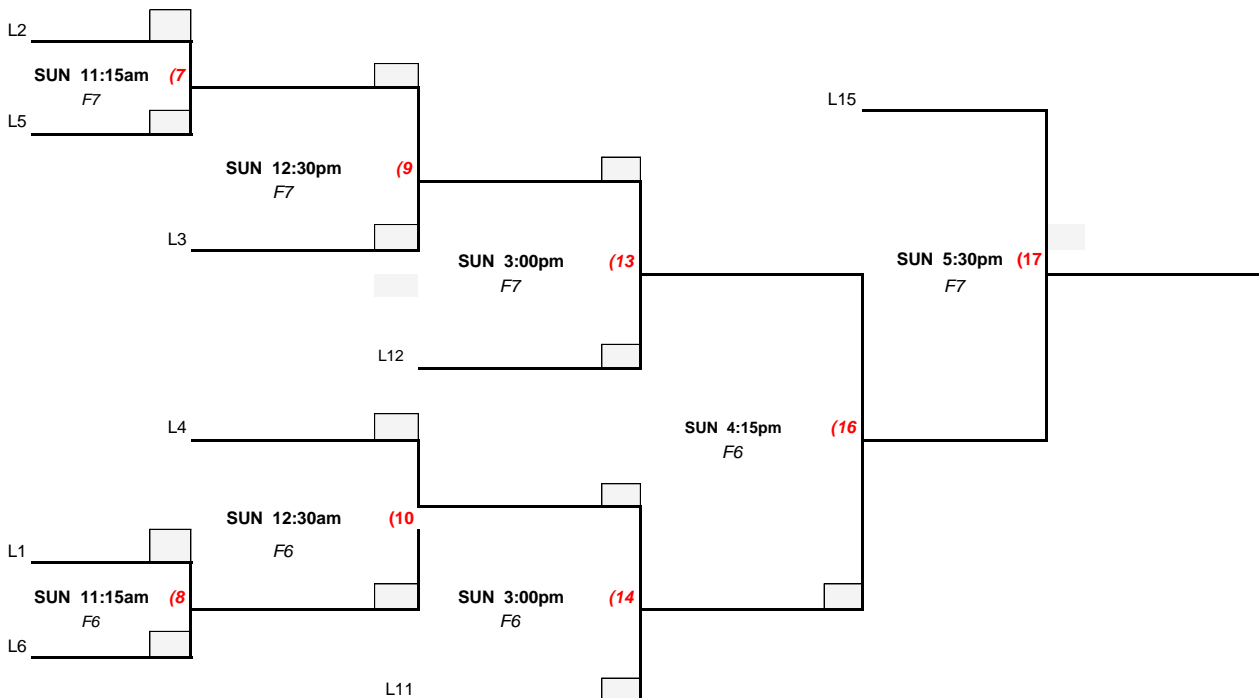 L2
SUN 11:15am (7
F7
L5
L15
SUN 12:30pm (9
F7
L3
SUN 3:00pm (13
F7
SUN 5:30pm (17
F7
L12
L4
SUN 4:15pm (16
F6
SUN 12:30am (10
F6
L1
SUN 11:15am (8
F6
L6
SUN 3:00pm (14
F6
L11